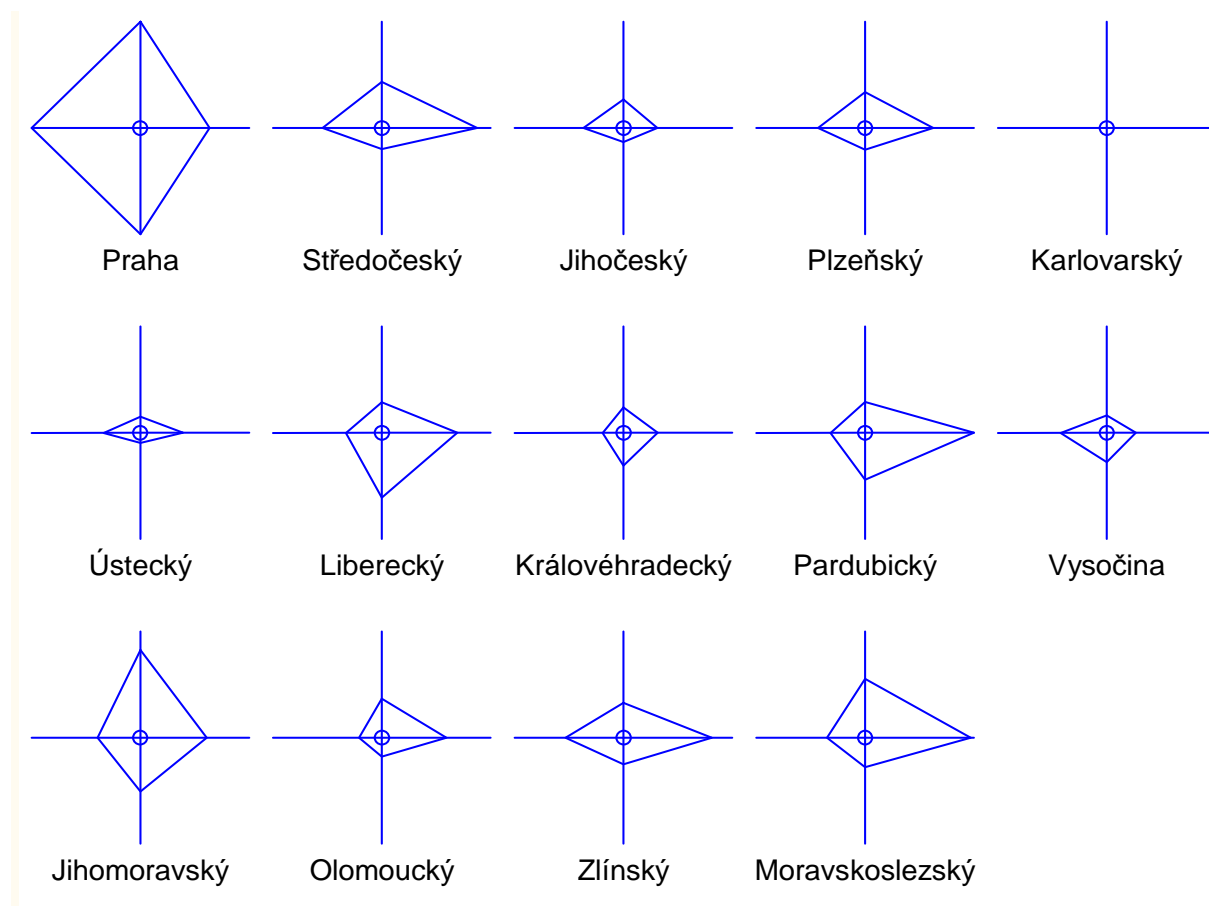 Praha Středočeský Jihočeský Plzeňský Karlovarský
Ústecký Liberecký Královéhradecký Pardubický Vysočina
Jihomoravský Olomoucký Zlínský Moravskoslezský